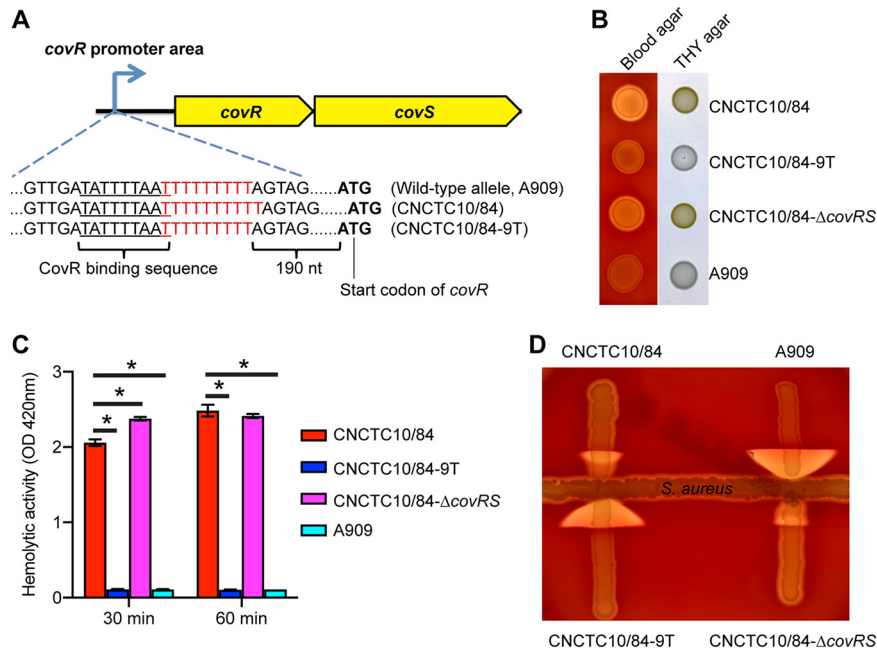 A
covR promoter area
covR
covS
...GTTGATATTTTAATTTTTTTTTAGTAG......ATG (Wild-type allele, A909)
...GTTGATATTTTAATTTTTTTTTTAGTAG......ATG (CNCTC10/84)
...GTTGATATTTTAATTTTTTTTTAGTAG......ATG (CNCTC10/84-9T)
CovR binding sequence
190 nt
Start codon of covR
B
Blood agar
THY agar
CNCTC10/84
CNCTC10/84-9T
CNCTC10/84-ΔcovRS
A909
C
Hemolytic activity (OD 420nm)
3
2
1
0
*
*
*
*
*
30 min
60 min
CNCTC10/84
CNCTC10/84-9T
CNCTC10/84-ΔcovRS
A909
D
CNCTC10/84
A909
S. aureus
CNCTC10/84-9T
CNCTC10/84-ΔcovRS